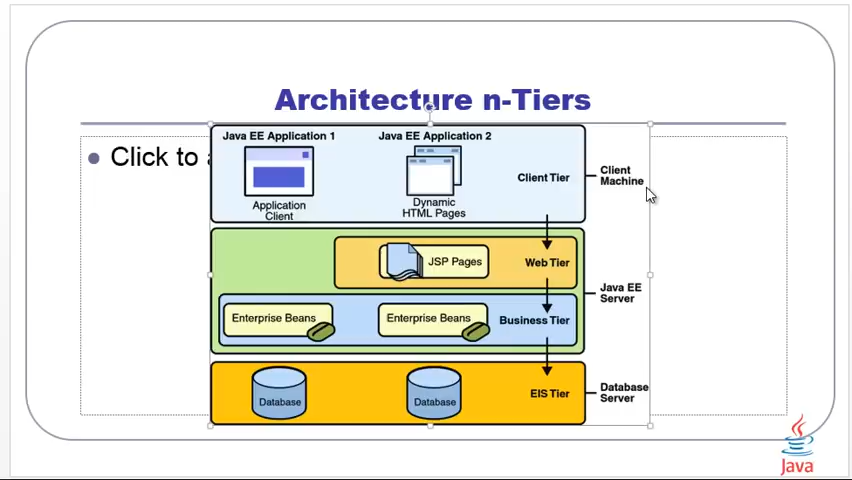 Architecture n-Tiers
Click to
Java EE Application 1
Java EE Application 2
Application
Client
Dynamic
HTML Pages
Client Tier
Client
Machine
JSP Pages
Web Tier
Java EE
Server
Enterprise Beans
Enterprise Beans
Business Tier
Database
Database
EIS Tier
Database
Server
Java